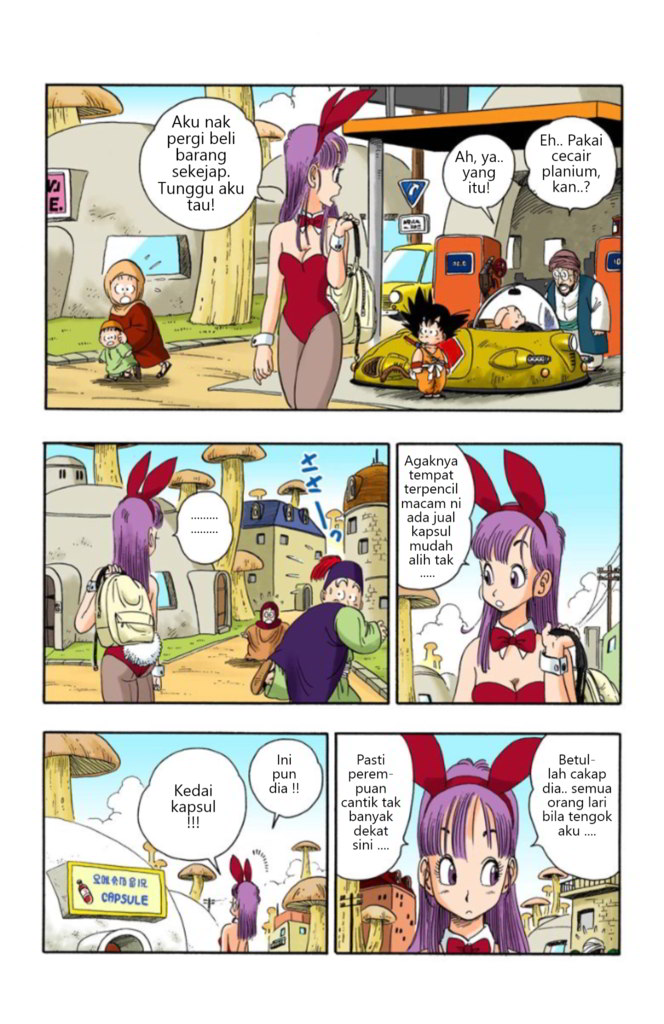 Aku nak
pergi beli
barang
sekejap.
Tunggu aku
tau!
Ah, ya..
yang
itu!
Eh.. Pakai
cecair
planium,
kan..?
E.
.........
.........
Agaknya
tempat
terpencil
macam ni
ada jual
kapsul
mudah
alih tak
.....
Kedai
kapsul
!!!
Ini
pun
dia !!
CAPSULE
Pasti
perem-
puan
cantik tak
banyak
dekat
sini ....
Betul-
lah cakap
dia.. semua
orang lari
bila tengok
aku ....